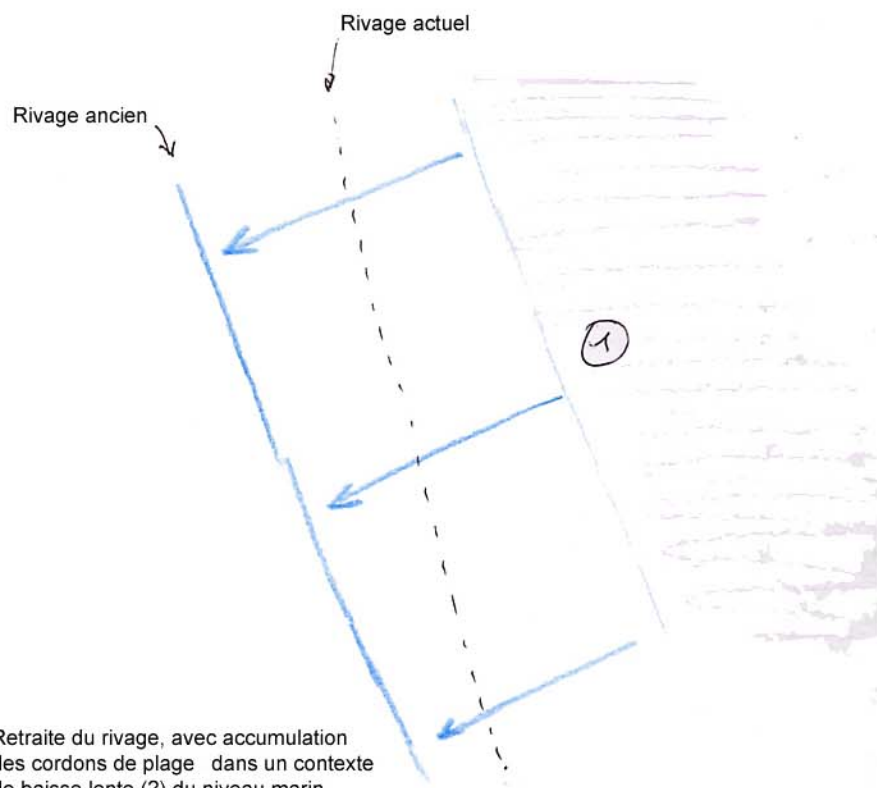 Rivage actuel
Rivage ancien
1
Retraite du rivage, avec accumulation
des cordons de plage dans un contexte
de baisse lente (?) du niveau marin